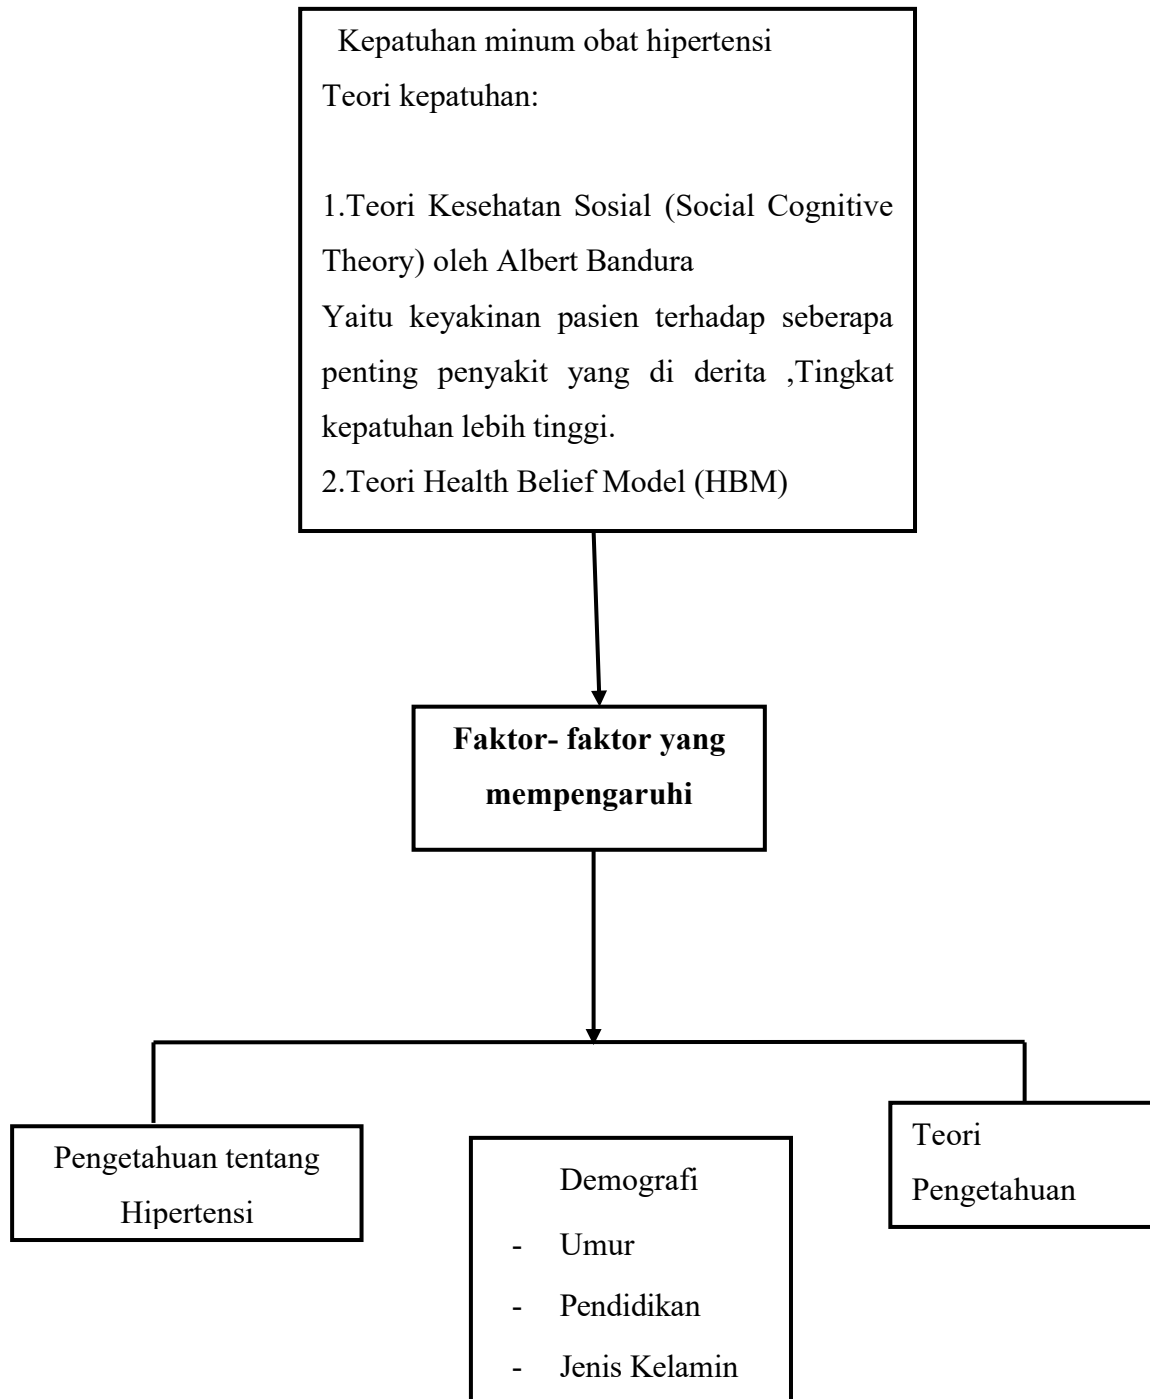 Kepatuhan minum obat hipertensi
Teori kepatuhan:
1.Teori Kesehatan Sosial (Social Cognitive
Theory) oleh Albert Bandura
Yaitu keyakinan pasien terhadap seberapa
penting penyakit yang di derita ,Tingkat
kepatuhan lebih tinggi.
2.Teori Health Belief Model (HBM)
Faktor- faktor yang
mempengaruhi
Pengetahuan tentang
Hipertensi
Demografi
- Umur
- Pendidikan
- Jenis Kelamin
Teori
Pengetahuan